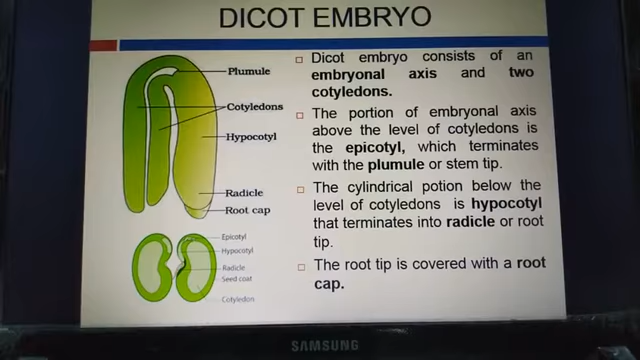 DICOT EMBRYO
Plumule
Cotyledons
Hypocotyl
Radicle
Root cap
Epicotyl
Hypocotyl
Radicle
Seed coat
Cotyledon
Dicot embryo consists of an
embryonal axis and two
cotyledons.
The portion of embryonal axis
above the level of cotyledons is
the epicotyl, which terminates
with the plumule or stem tip.
The cylindrical potion below the
level of cotyledons is hypocotyl
that terminates into radicle or root
tip.
The root tip is covered with a root
cap.
SAMSUNG